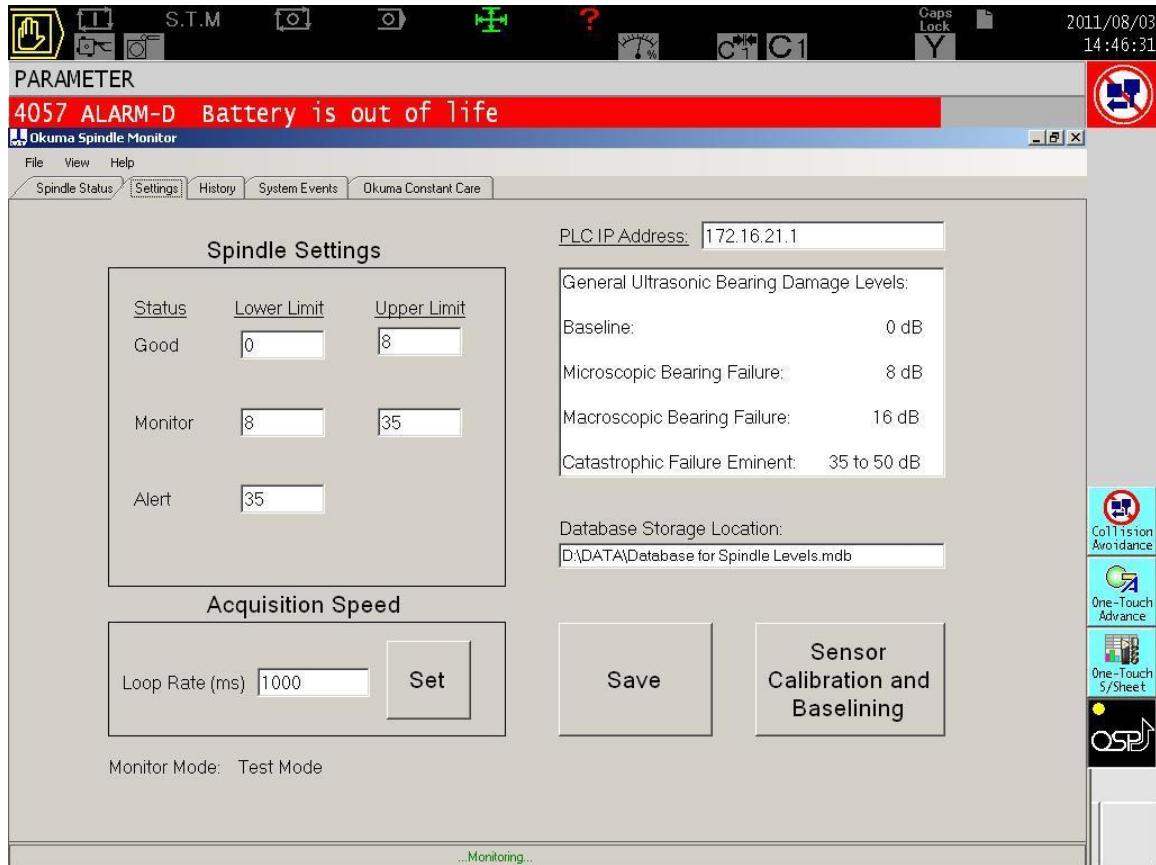 S.T.M
Caps
Lock
2011/08/03
%
C1
C1
Y
14:46:31
PARAMETER
4057 ALARM-D Battery is out of life
Okuma Spindle Monitor
File View Help
Spindle Status Settings History System Events Okuma Constant Care
PLC IP Address: 172.16.21.1
Spindle Settings
General Ultrasonic Bearing Damage Levels:
Status Lower Limit Upper Limit
Baseline: 0 dB
Good 0 8
Microscopic Bearing Failure: 8 dB
Macroscopic Bearing Failure: 16 dB
Monitor 8 35
Catastrophic Failure Eminent: 35 to 50 dB
Alert 35
Database Storage Location:
D:\DATA\Database for Spindle Levels.mdb
Collision
Avoidance
One-Touch
Advance
One-Touch
S/Sheet
OSP
Acquisition Speed
Loop Rate (ms) 1000 Set
Save
Sensor
Calibration and
Baselining
Monitor Mode: Test Mode
...Monitoring...